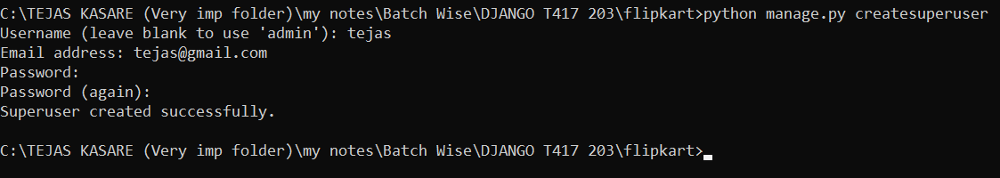 C:\TEJAS KASARE (Very imp folder)\my notes\Batch Wise\DJANGO T417 203\flipkart>python manage.py createsuperuser
Username (leave blank to use 'admin'): tejas
Email address: tejas@gmail.com
Password:
Password (again):
Superuser created successfully.
C:\TEJAS KASARE (Very imp folder)\my notes\Batch Wise\DJANGO T417 203\flipkart>